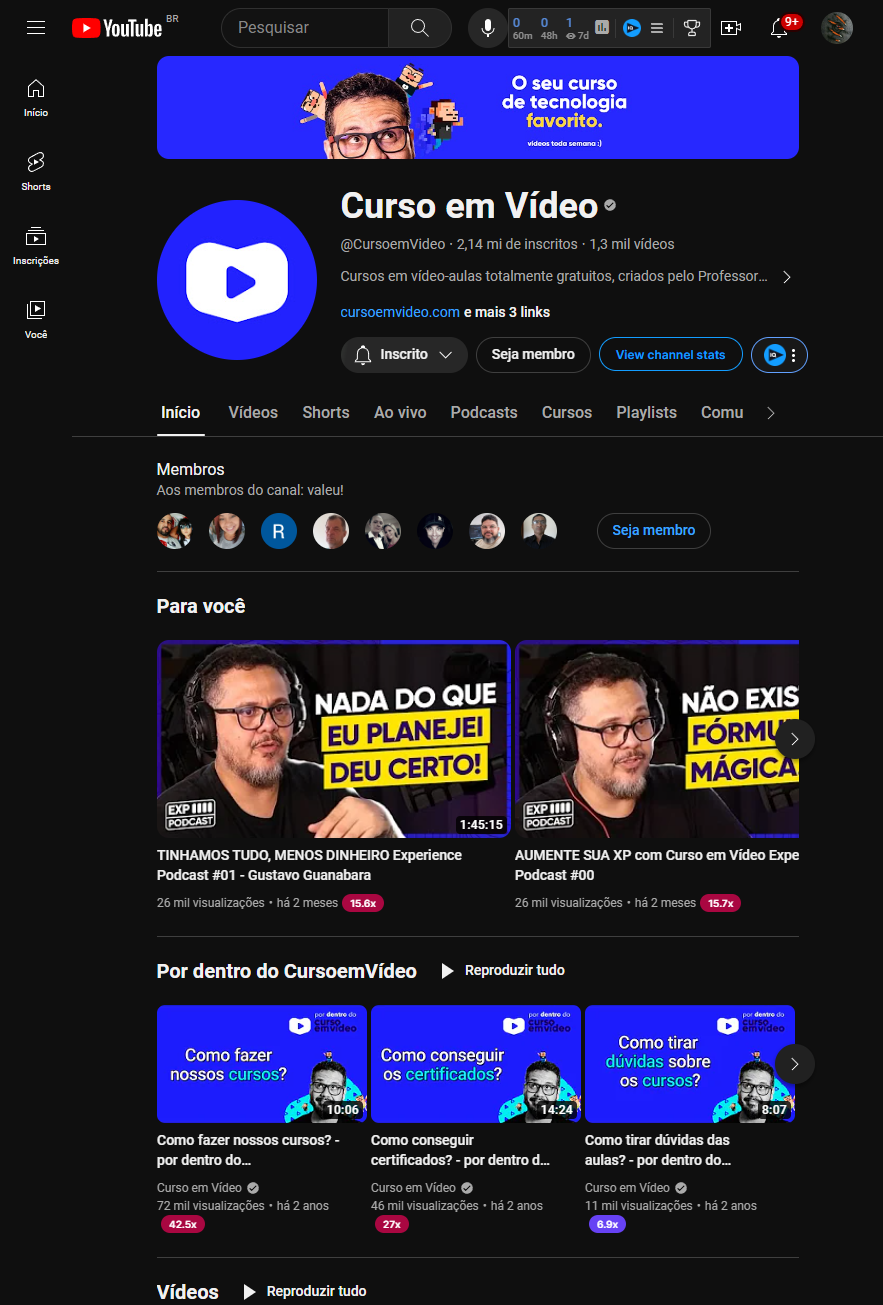 YouTube BR
Pesquisar
0 0 1
60m 48h 7d
IQ
9+
Início
Shorts
Inscrições
Você
O seu curso
de tecnologia
favorito.
vídeos toda semana :)
Curso em Vídeo
@CursoemVideo · 2,14 mi de inscritos · 1,3 mil vídeos
Cursos em vídeo-aulas totalmente gratuitos, criados pelo Professor...
cursoemvideo.com e mais 3 links
Inscrito
Seja membro
View channel stats
IQ
Início Vídeos Shorts Ao vivo Podcasts Cursos Playlists Comu
Membros
Aos membros do canal: valeu!
R
Seja membro
Para você
NADA DO QUE
EU PLANEJEI
DEU CERTO!
EXP
PODCAST
1:45:15
TINHAMOS TUDO, MENOS DINHEIRO Experience
Podcast #01 - Gustavo Guanabara
26 mil visualizações • há 2 meses 15.6x
NÃO EXIS
FÓRMU
MÁGICA
EXP
PODCAST
AUMENTE SUA XP com Curso em Vídeo Expe
Podcast #00
26 mil visualizações • há 2 meses 15.7x
Por dentro do CursoemVídeo
Reproduzir tudo
por dentro do
curso
emvídeo
Como fazer
nossos cursos?
10:06
Como fazer nossos cursos? -
por dentro do...
Curso em Vídeo
72 mil visualizações • há 2 anos
42.5x
por dentro do
curso
emvídeo
Como conseguir
os certificados?
14:24
Como conseguir
certificados? - por dentro d...
Curso em Vídeo
46 mil visualizações • há 2 anos
27x
por dentro do
curso
emvídeo
Como tirar
dúvidas sobre
os cursos?
8:07
Como tirar dúvidas das
aulas? - por dentro do...
Curso em Vídeo
11 mil visualizações • há 2 anos
6.9x
Vídeos
Reproduzir tudo